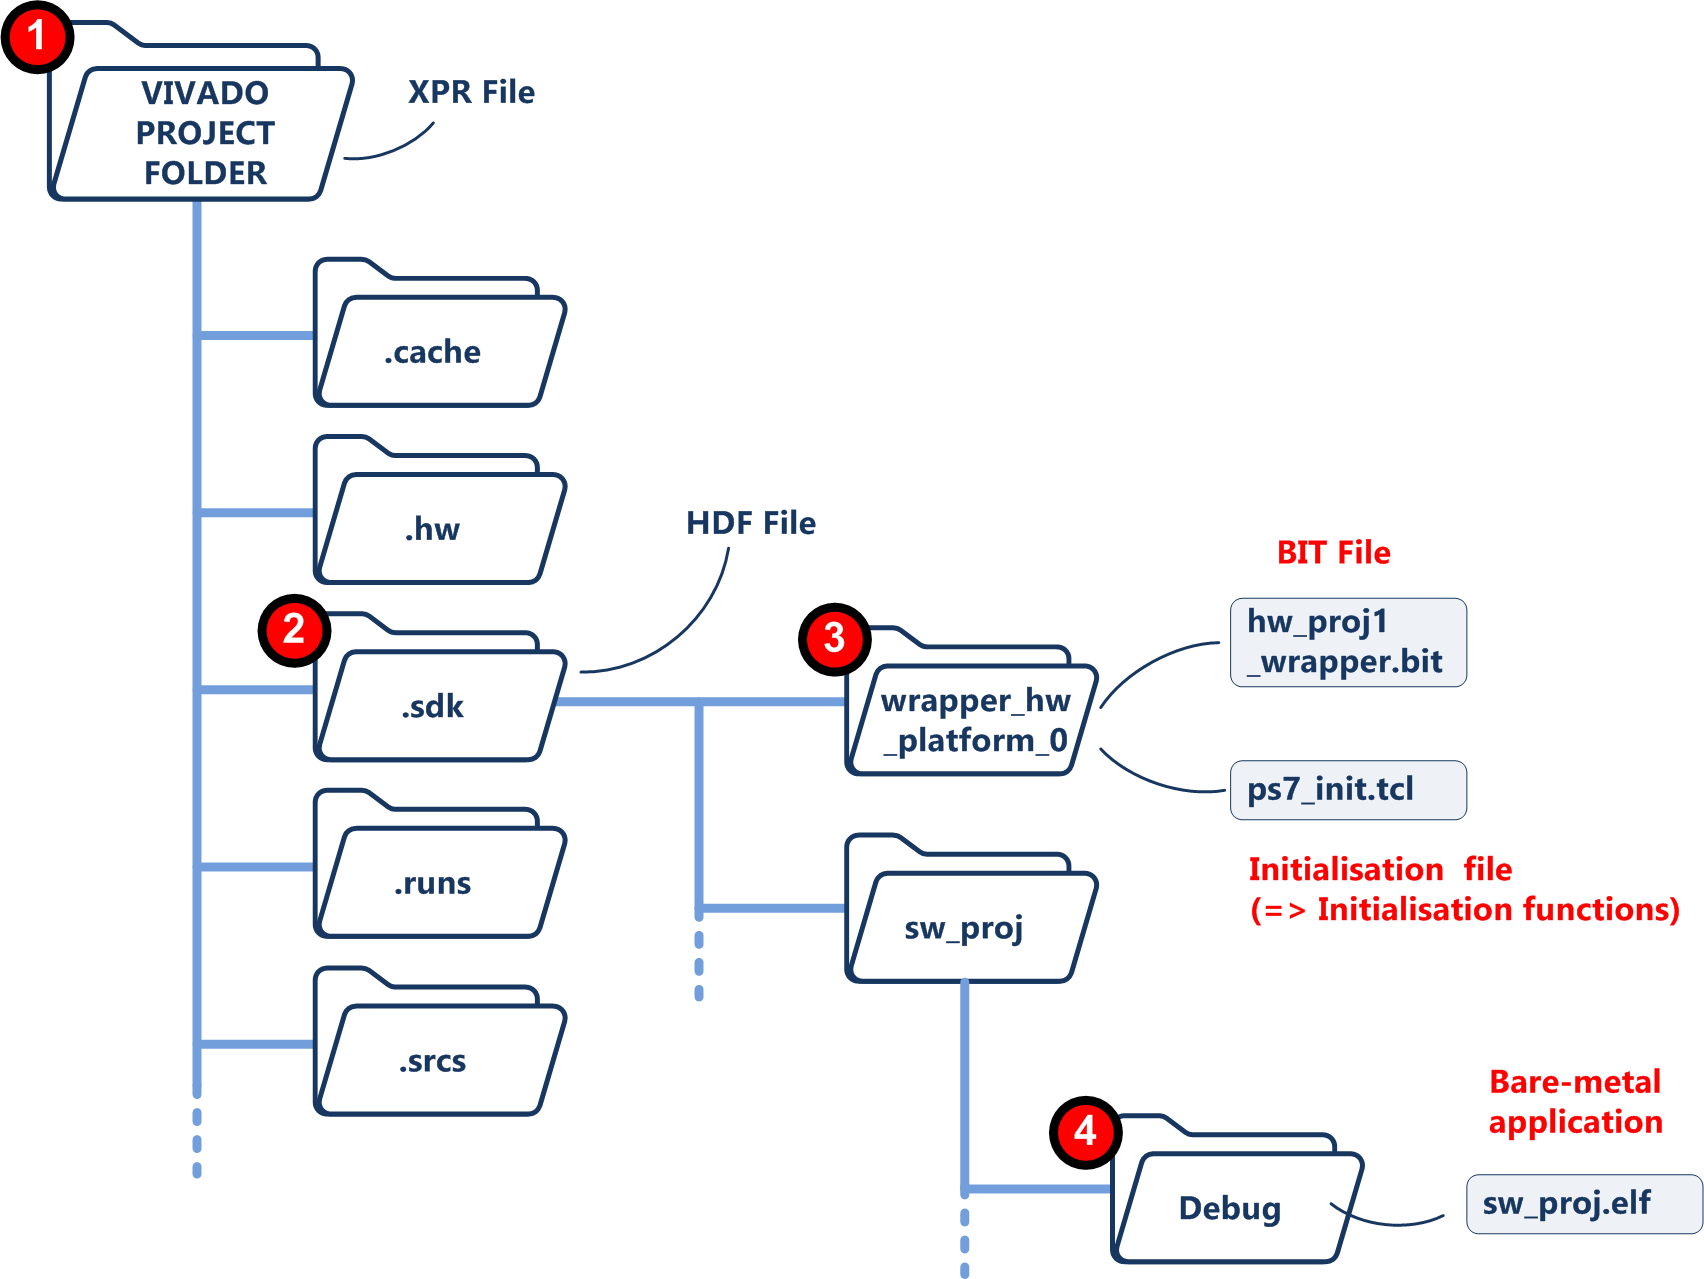 1
VIVADO
PROJECT
FOLDER
XPR File
.cache
.hw
HDF File
2
.sdk
3
wrapper_hw
_platform_0
BIT File
hw_proj1
_wrapper.bit
ps7_init.tcl
Initialisation file
(=> Initialisation functions)
.runs
sw_proj
.srcs
4
Debug
Bare-metal
application
sw_proj.elf